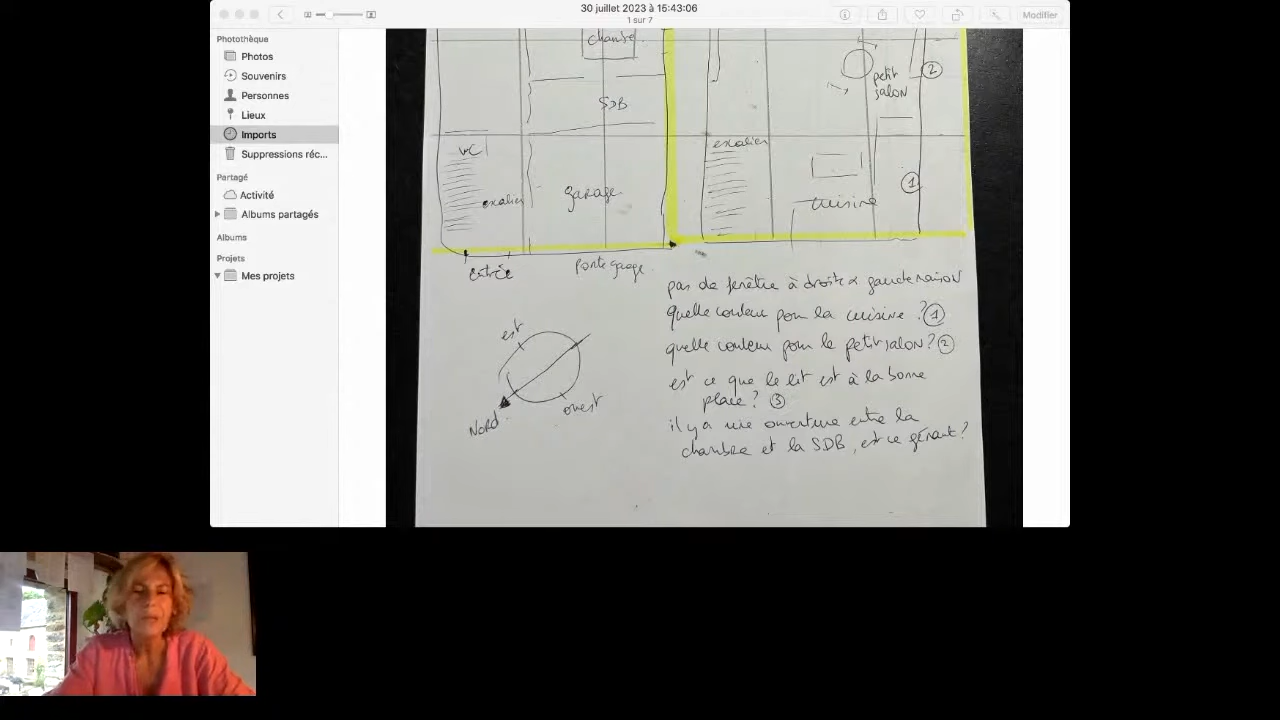 30 juillet 2023 à 16:43:06
1 sur 7
Modifier
Photothèque
Photos
Souvenirs
Personnes
Lieux
Imports
Suppressions réc...
Partagé
Activité
Albums partagés
Albums
Projets
Mes projets
chambre
SDB
WC
escalier
garage
entrée
Porte garage
petit
salon
2
escalier
1
cuisine
est
ouest
Nord
pas de fenêtre à droite & gauche maison
quelle couleur pour la cuisine ? 1
quelle couleur pour le petit salon ? 2
est ce que le lit est à la bonne
place ? 3
il y a une ouverture entre la
chambre et la SDB, est ce gênant ?